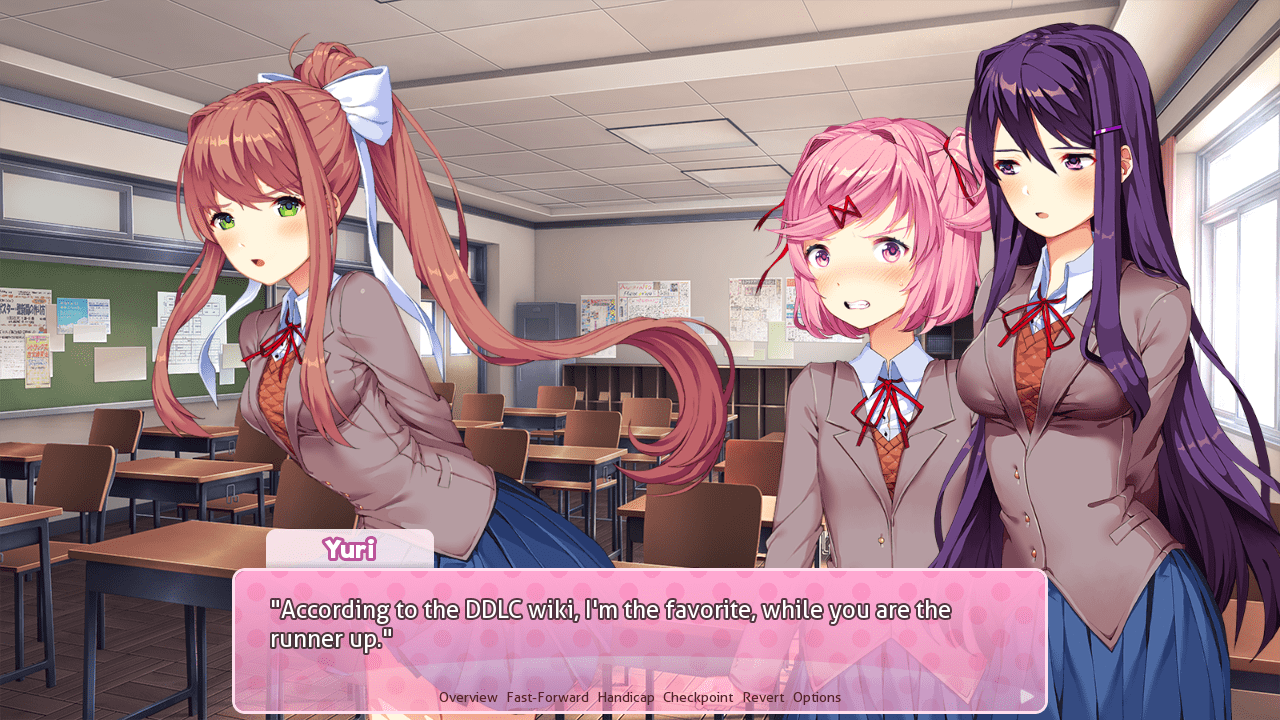 Yuri
"According to the DDLC wiki, I'm the favorite, while you are the
runner up."
Overview Fast-Forward Handicap Checkpoint Revert Options